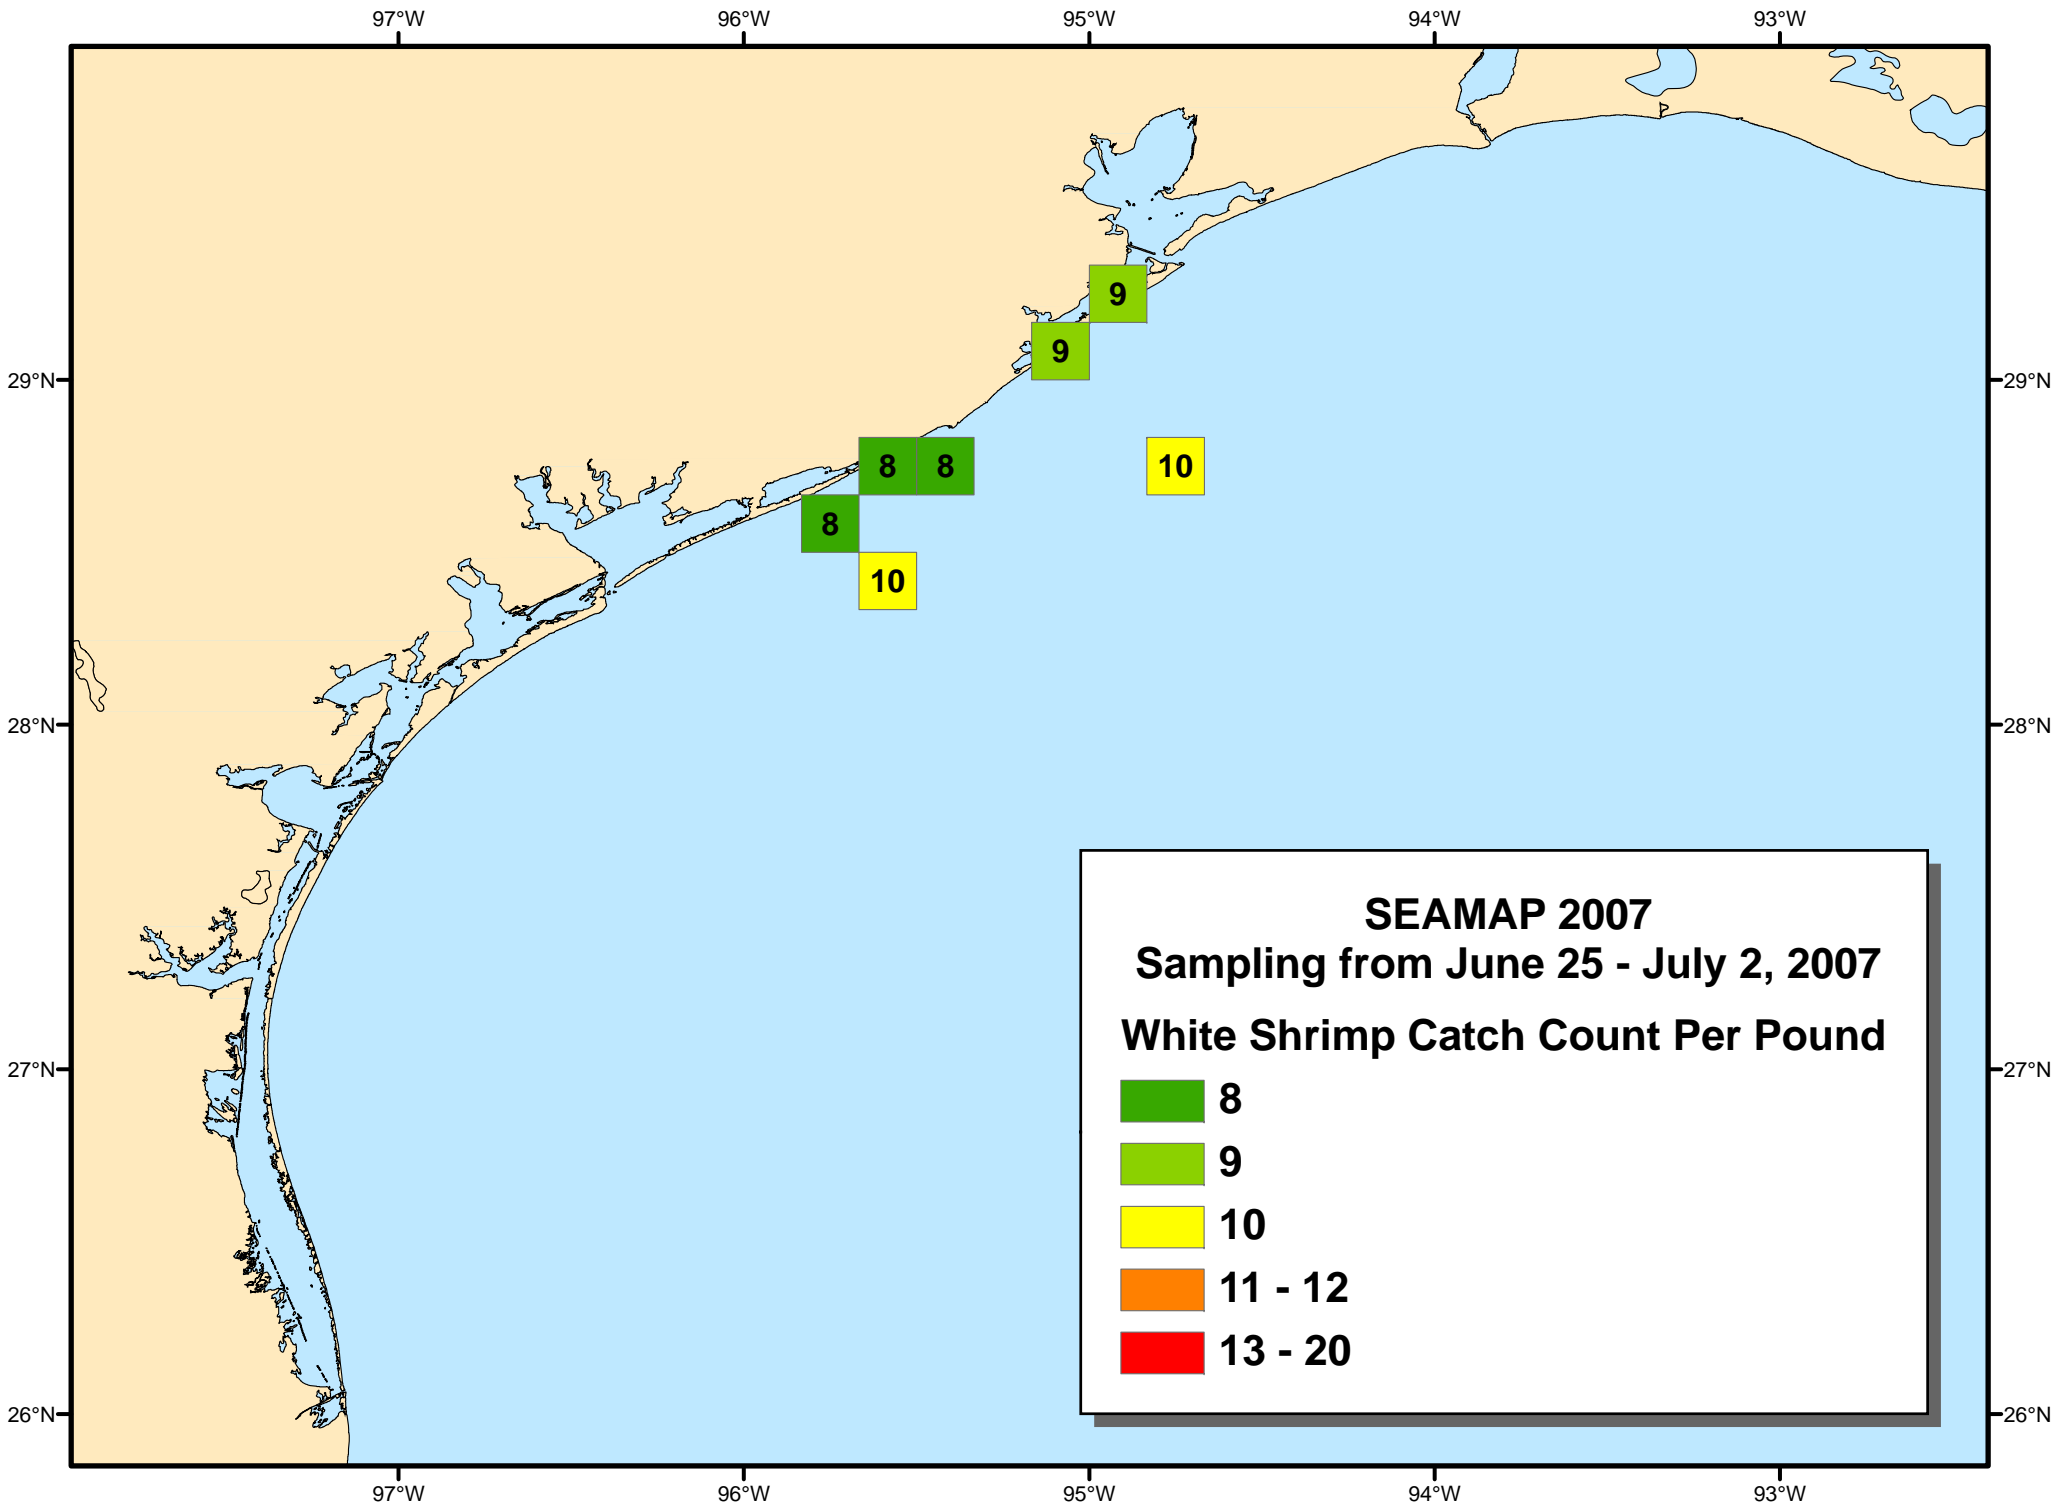 97°W 96°W 95°W 94°W 93°W
9
9
29°N 29°N
8 8 10
8
10
28°N 28°N
SEAMAP 2007
Sampling from June 25 - July 2, 2007
White Shrimp Catch Count Per Pound
27°N 27°N
8
9
10
11 - 12
13 - 20
26°N 26°N
97°W 96°W 95°W 94°W 93°W